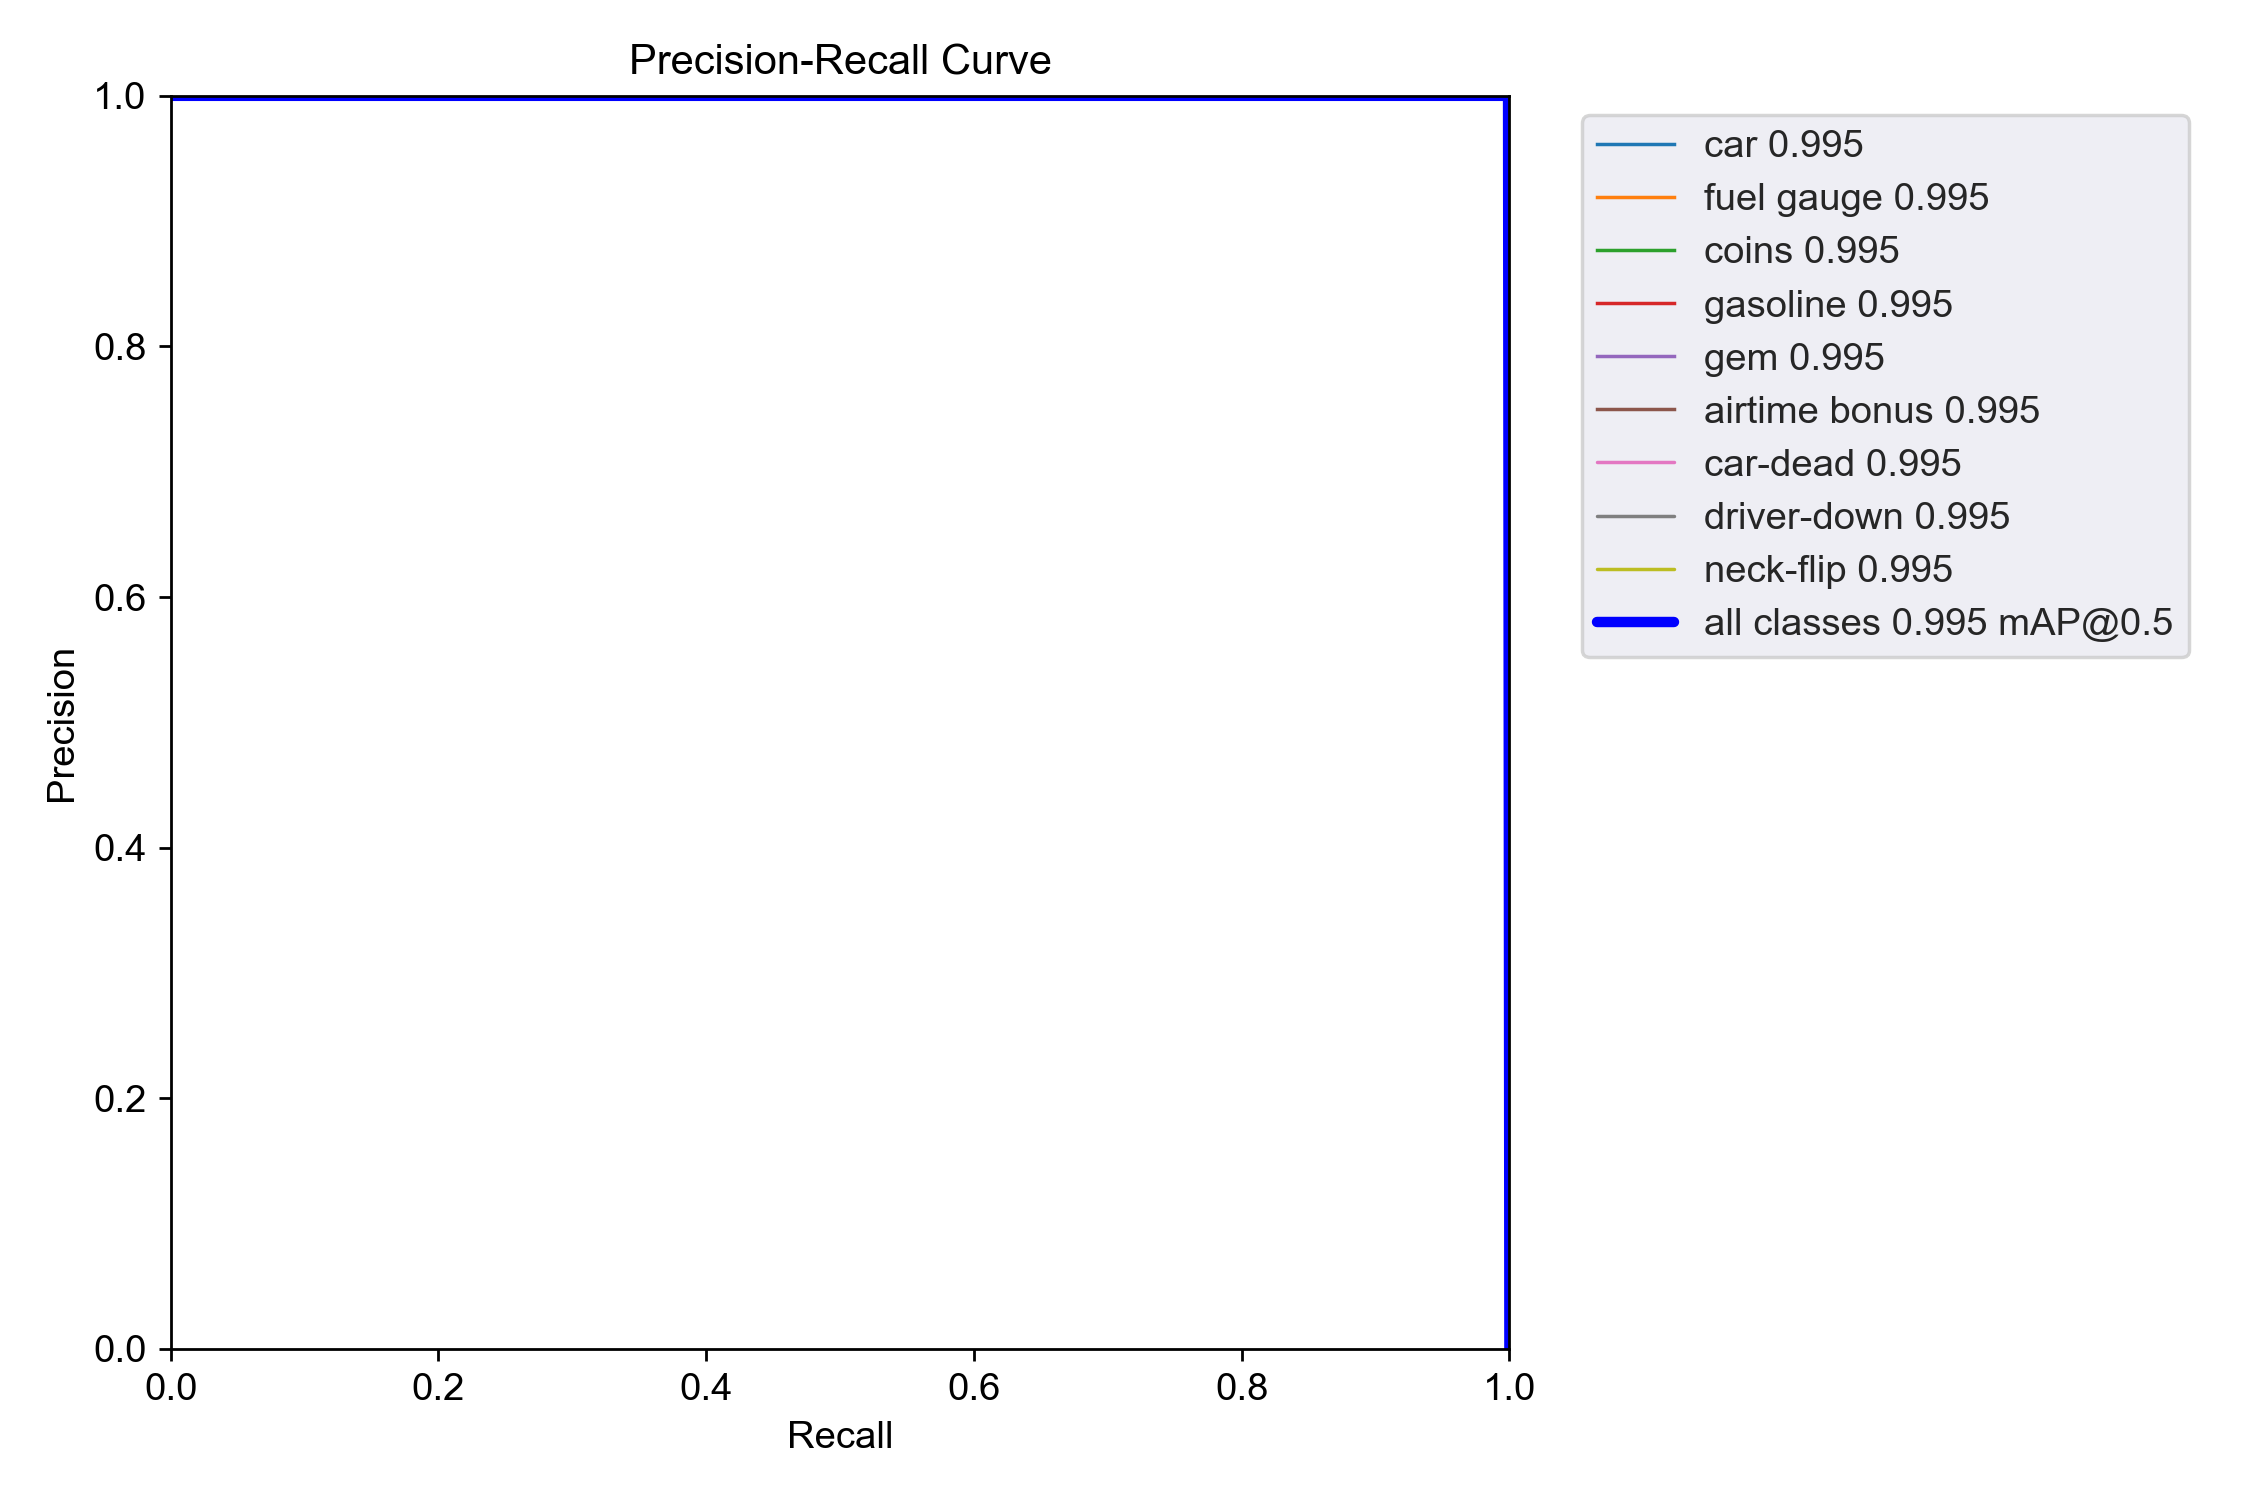 Precision-Recall Curve
1.0
0.8
0.6
0.4
0.2
0.0
Precision
0.0 0.2 0.4 0.6 0.8 1.0
Recall
car 0.995
fuel gauge 0.995
coins 0.995
gasoline 0.995
gem 0.995
airtime bonus 0.995
car-dead 0.995
driver-down 0.995
neck-flip 0.995
all classes 0.995 mAP@0.5